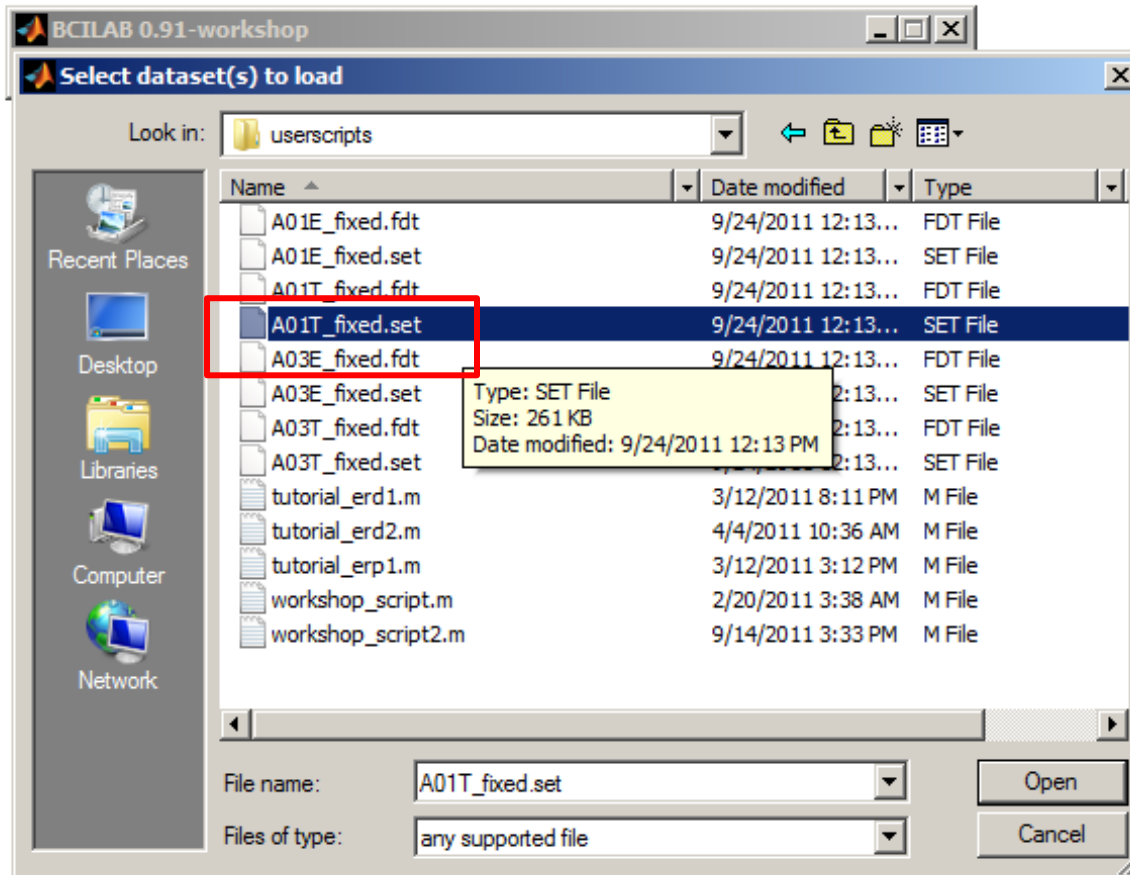 BCILAB 0.91-workshop
Select dataset(s) to load
Look in: userscripts
Recent Places
Desktop
Libraries
Computer
Network
Name Date modified Type
A01E_fixed.fdt 9/24/2011 12:13... FDT File
A01E_fixed.set 9/24/2011 12:13... SET File
A01T_fixed.fdt 9/24/2011 12:13... FDT File
A01T_fixed.set 9/24/2011 12:13... SET File
A03E_fixed.fdt 9/24/2011 12:13... FDT File
A03E_fixed.set 2:13... SET File
A03T_fixed.fdt 2:13... FDT File
A03T_fixed.set 2:13... SET File
Type: SET File
Size: 261 KB
Date modified: 9/24/2011 12:13 PM
tutorial_erd1.m 3/12/2011 8:11 PM M File
tutorial_erd2.m 4/4/2011 10:36 AM M File
tutorial_erp1.m 3/12/2011 3:12 PM M File
workshop_script.m 2/20/2011 3:38 AM M File
workshop_script2.m 9/14/2011 3:33 PM M File
File name: A01T_fixed.set Open
Files of type: any supported file Cancel